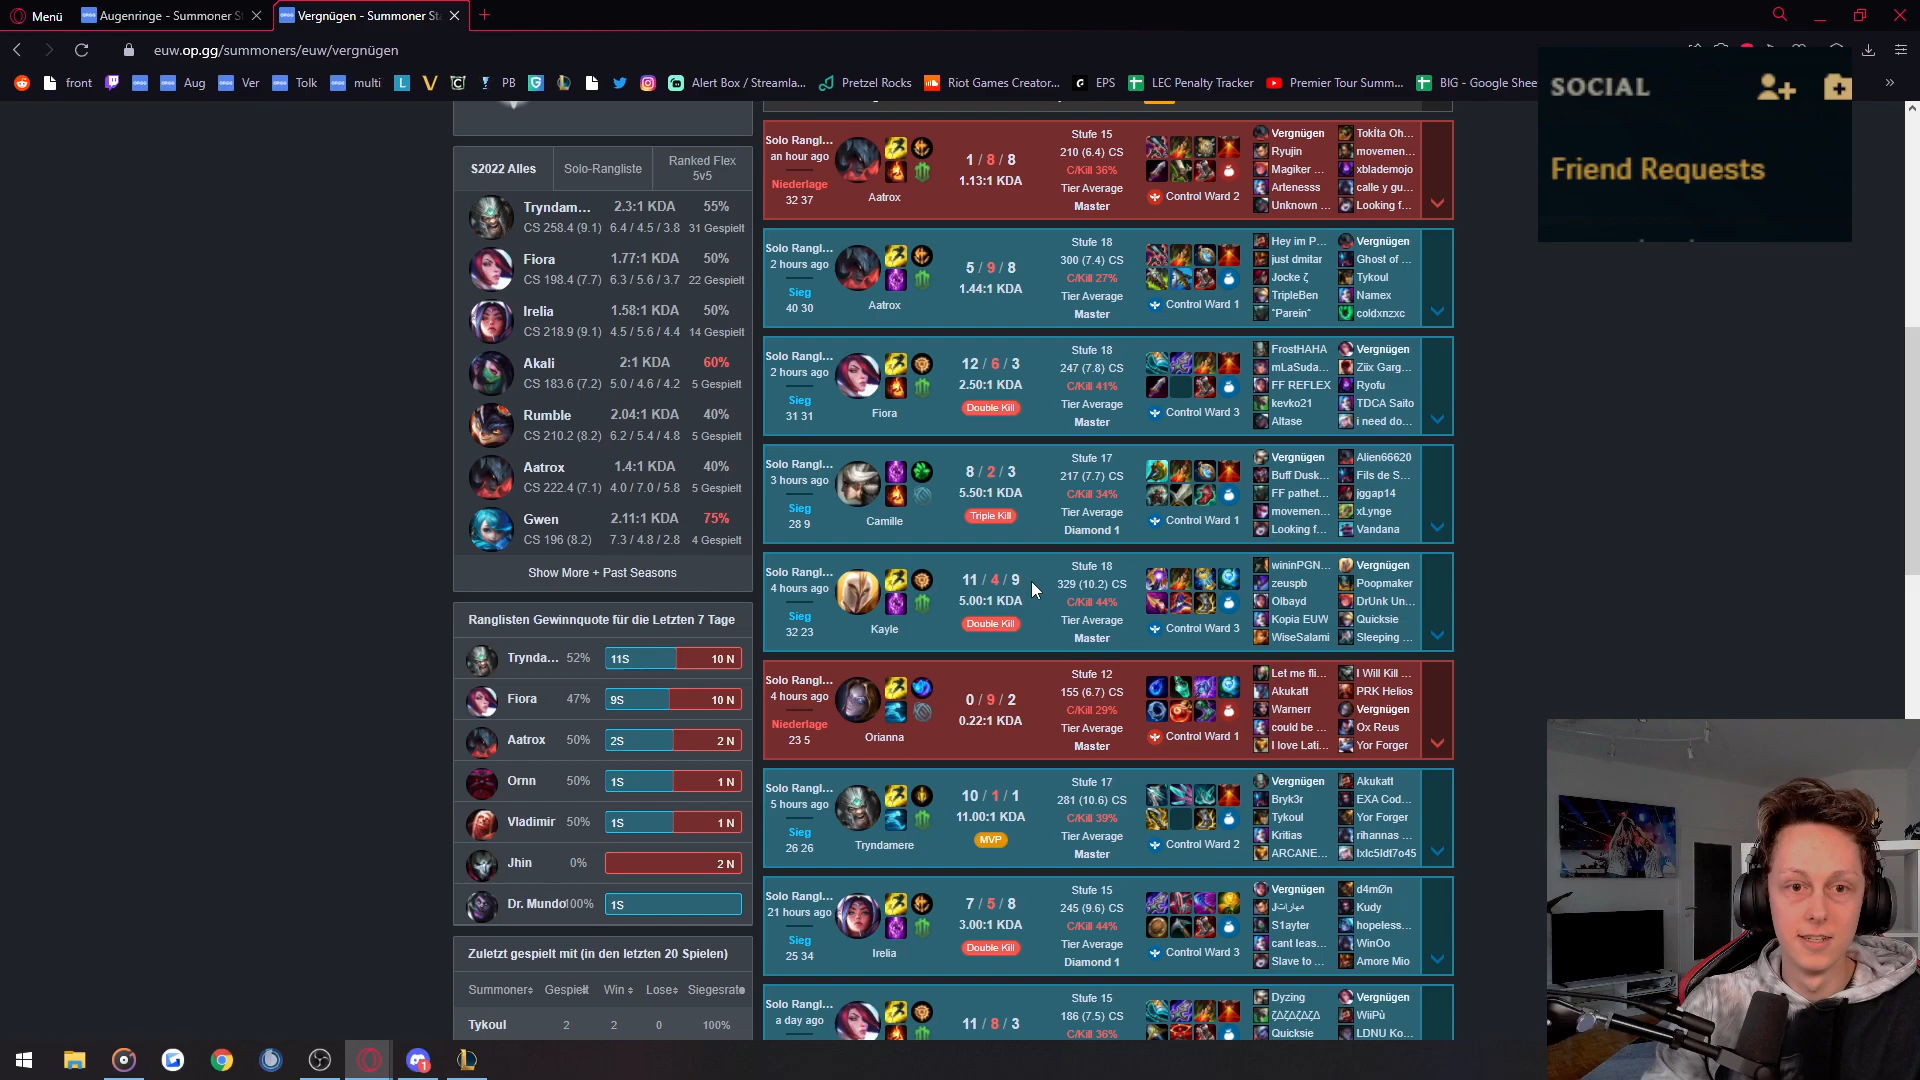 Menü
Augenringe - Summoner S
Vergnügen - Summoner Sta
euw.op.gg/summoners/euw/vergnügen
front
Aug
Ver
Tolk
multi
PB
Alert Box / Streamla...
Pretzel Rocks
Riot Games Creator...
EPS
LEC Penalty Tracker
Premier Tour Summ...
BIG - Google Shee
SOCIAL
Friend Requests
S2022 Alles
Solo-Rangliste
Ranked Flex 5v5
Tryndam... 2.3:1 KDA 55%
CS 258.4 (9.1) 6.4 / 4.5 / 3.8 31 Gespielt
Fiora 1.77:1 KDA 50%
CS 198.4 (7.7) 6.3 / 5.6 / 3.7 22 Gespielt
Irelia 1.58:1 KDA 50%
CS 218.9 (9.1) 4.5 / 5.6 / 4.4 14 Gespielt
Akali 2:1 KDA 60%
CS 183.6 (7.2) 5.0 / 4.6 / 4.2 5 Gespielt
Rumble 2.04:1 KDA 40%
CS 210.2 (8.2) 6.2 / 5.4 / 4.8 5 Gespielt
Aatrox 1.4:1 KDA 40%
CS 222.4 (7.1) 4.0 / 7.0 / 5.8 5 Gespielt
Gwen 2.11:1 KDA 75%
CS 196 (8.2) 7.3 / 4.8 / 2.8 4 Gespielt
Show More + Past Seasons
Ranglisten Gewinnquote für die Letzten 7 Tage
Trynda... 52% 11S 10 N
Fiora 47% 9S 10 N
Aatrox 50% 2S 2 N
Ornn 50% 1S 1 N
Vladimir 50% 1S 1 N
Jhin 0% 2 N
Dr. Mundo 100% 1S
Zuletzt gespielt mit (in den letzten 20 Spielen)
Summoner Gespielt Win Lose Siegesrate
Tykoul 2 2 0 100%
Solo Rangl...
an hour ago
Niederlage
32 37
Aatrox
1 / 8 / 8
1.13:1 KDA
Stufe 15
210 (6.4) CS
C/Kill 36%
Tier Average
Master
Control Ward 2
Vergnügen Tokİta Oh...
Ryujin movemen...
Magiker ... xblademojo
Artenesss calle y gu...
Unknown ... Looking f...
Solo Rangl...
2 hours ago
Sieg
40 30
Aatrox
5 / 9 / 8
1.44:1 KDA
Stufe 18
300 (7.4) CS
C/Kill 27%
Tier Average
Master
Control Ward 1
Hey im P... Vergnügen
just dmitar Ghost of ...
Jocke ζ Tykoul
TripleBen Namex
"Parein" coldxnzxc
Solo Rangl...
2 hours ago
Sieg
31 31
Fiora
12 / 6 / 3
2.50:1 KDA
Double Kill
Stufe 18
247 (7.8) CS
C/Kill 41%
Tier Average
Master
Control Ward 3
FrostHAHA Vergnügen
mLaSuda... Ziix Garg...
FF REFLEX Ryofu
kevko21 TDCA Saito
Altase i need do...
Solo Rangl...
3 hours ago
Sieg
28 9
Camille
8 / 2 / 3
5.50:1 KDA
Triple Kill
Stufe 17
217 (7.7) CS
C/Kill 34%
Tier Average
Diamond 1
Control Ward 1
Vergnügen Alien66620
Buff Dusk... Fils de S...
FF pathet... jggap14
movemen... xLynge
Looking f... Vandana
Solo Rangl...
4 hours ago
Sieg
32 23
Kayle
11 / 4 / 9
5.00:1 KDA
Double Kill
Stufe 18
329 (10.2) CS
C/Kill 44%
Tier Average
Master
Control Ward 3
wininPGN... Vergnügen
zeuspb Poopmaker
Olbayd DrUnk Un...
Kopia EUW Quicksie
WiseSalami Sleeping ...
Solo Rangl...
4 hours ago
Niederlage
23 5
Orianna
0 / 9 / 2
0.22:1 KDA
Stufe 12
155 (6.7) CS
C/Kill 29%
Tier Average
Master
Control Ward 1
Let me fli... I Will Kill ...
Akukatt PRK Helios
Warnerr Vergnügen
could be ... Ox Reus
I love Lati... Yor Forger
Solo Rangl...
5 hours ago
Sieg
26 26
Tryndamere
10 / 1 / 1
11.00:1 KDA
MVP
Stufe 17
281 (10.6) CS
C/Kill 39%
Tier Average
Master
Control Ward 2
Vergnügen Akukatt
Bryk3r EXA Cod...
Tykoul Yor Forger
Kritias rihannas ...
ARCANE...
Solo Rangl...
21 hours ago
Sieg
25 34
Irelia
7 / 5 / 8
3.00:1 KDA
Double Kill
Stufe 15
245 (9.6) CS
C/Kill 44%
Tier Average
Diamond 1
Control Ward 3
Vergnügen d4mØn
Kudy
S1ayter hopeless...
cant leas... WinOo
Slave to ... Amore Mio
Solo Rangl...
a day ago
11 / 8 / 3
Stufe 15
186 (7.5) CS
C/Kill 36%
Dyzing Vergnügen
WiiPù
Quicksie LDNU Ko...